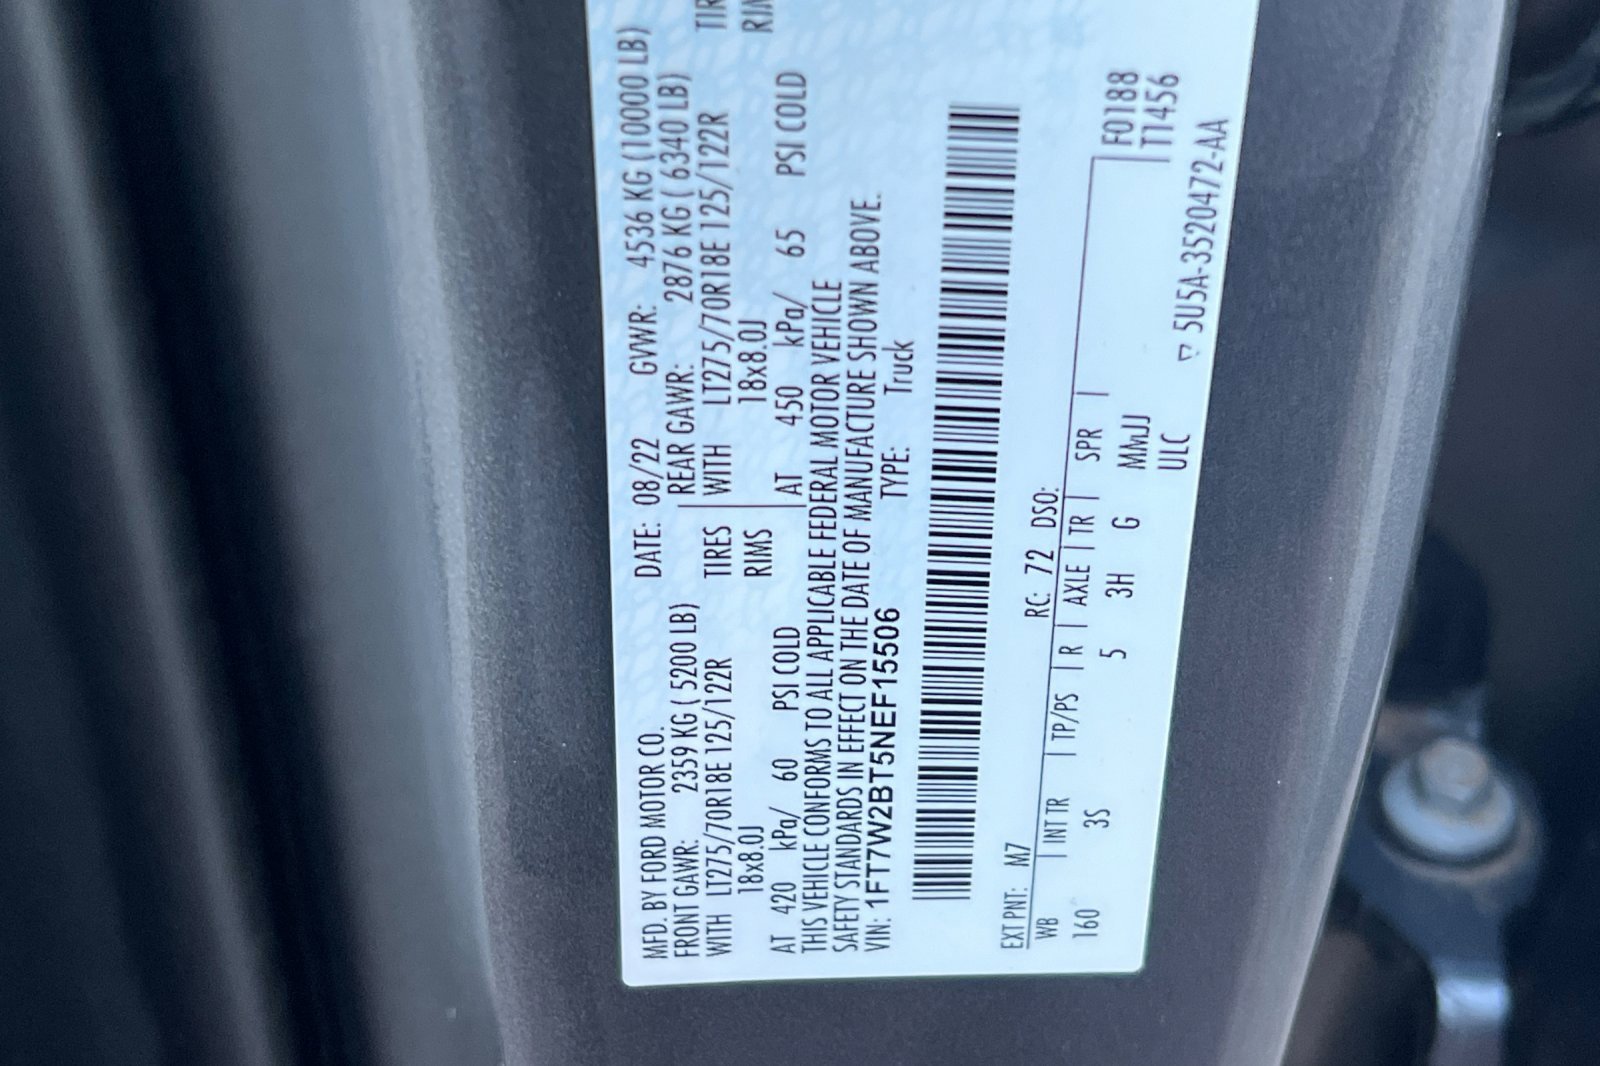 MFD. BY FORD MOTOR CO. DATE: 08/22 GVWR: 4536 KG (10000 LB)
FRONT GAWR: 2359 KG ( 5200 LB) REAR GAWR: 2876 KG ( 6340 LB)
WITH LT275/70R18E 125/122R TIRES WITH LT275/70R18E 125/122R TIR
18x8.0J RIMS 18x8.0J RIM
AT 420 kPa/ 60 PSI COLD AT 450 kPa/ 65 PSI COLD
THIS VEHICLE CONFORMS TO ALL APPLICABLE FEDERAL MOTOR VEHICLE
SAFETY STANDARDS IN EFFECT ON THE DATE OF MANUFACTURE SHOWN ABOVE.
VIN: 1FT7W2BT5NEF15506 TYPE: Truck
EXT PNT: M7 RC: 72 DSO:
WB INT TR TP/PS R AXLE TR SPR F0188
160 3S 5 3H G MMJJ T1456
ULC ▽ 5U5A-3520472-AA